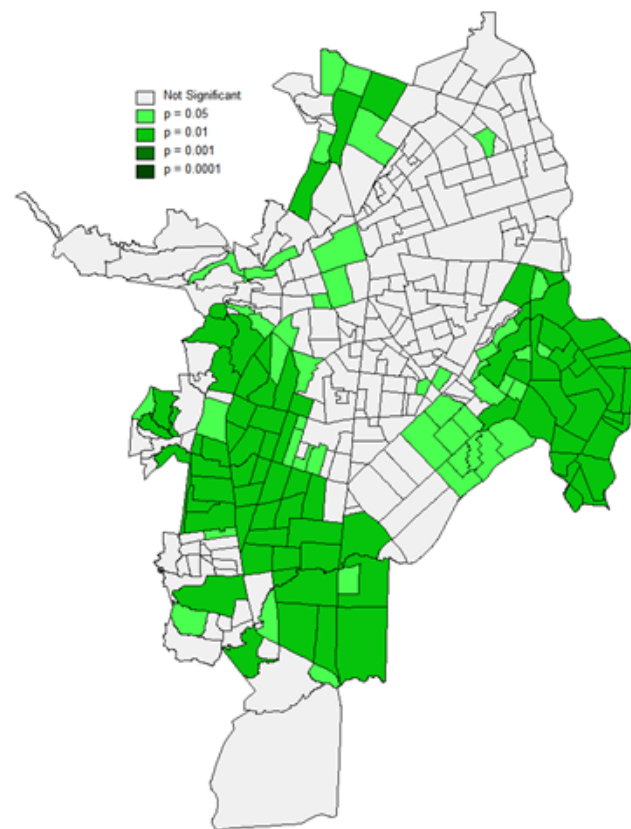 Not Significant
p = 0.05
p = 0.01
p = 0.001
p = 0.0001